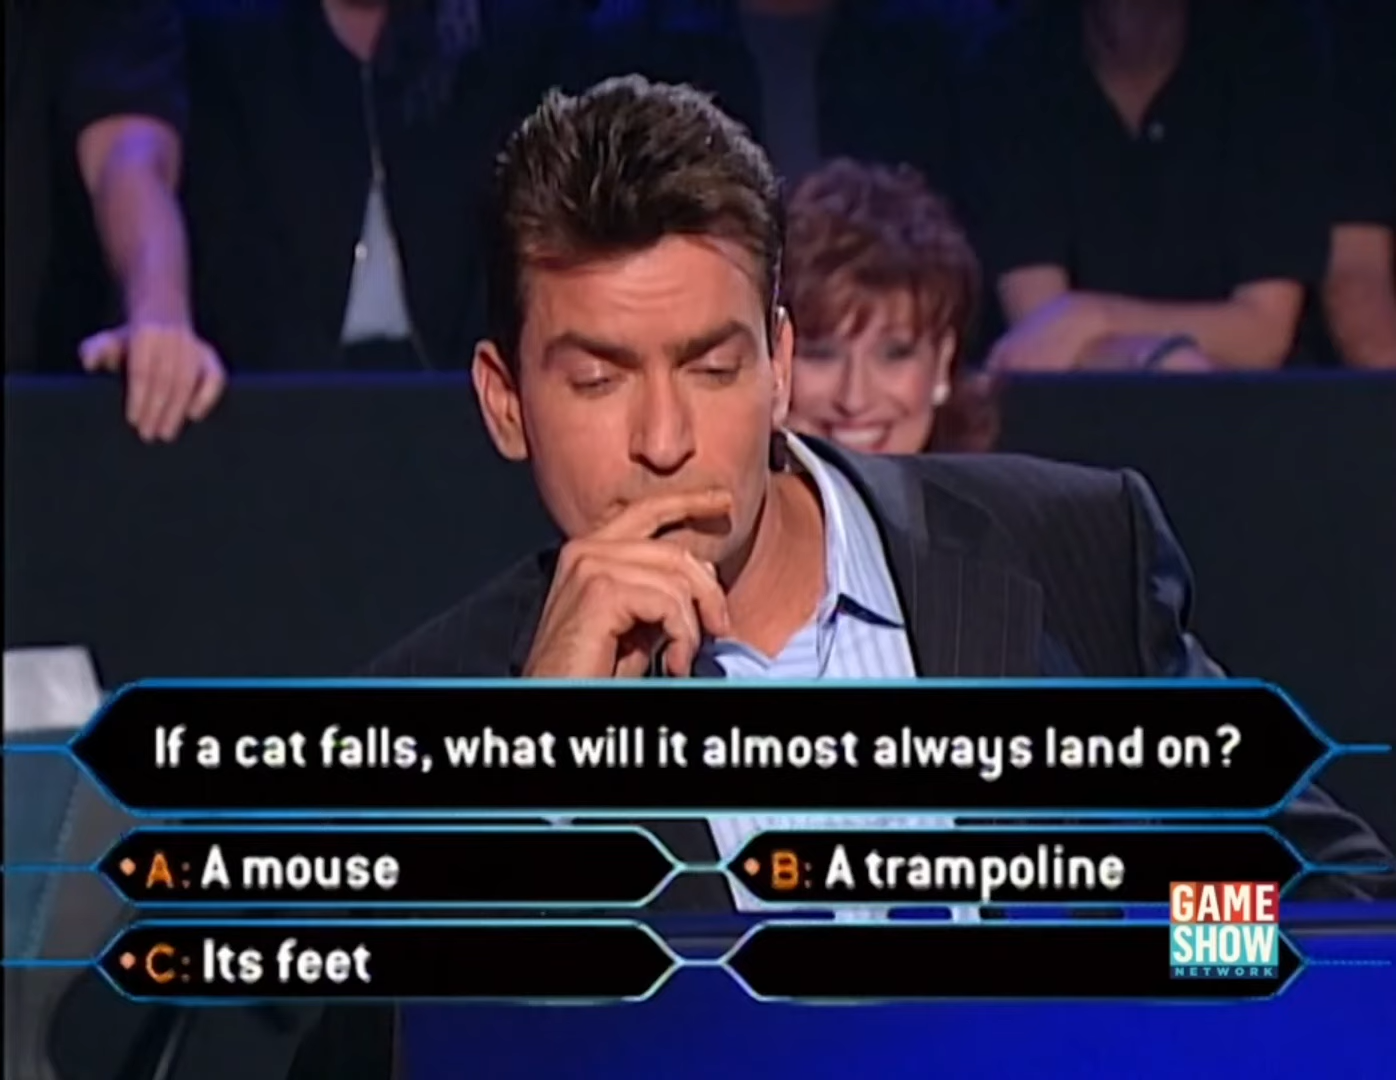 If a cat falls, what will it almost always land on?
A: A mouse
B: A trampoline
C: Its feet
GAME
SHOW
NETWORK